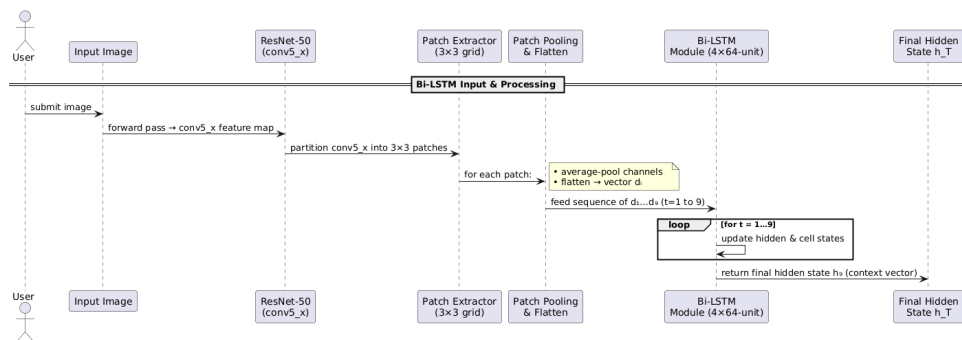 User
Input Image
ResNet-50
(conv5_x)
Patch Extractor
(3×3 grid)
Patch Pooling
& Flatten
Bi-LSTM
Module (4×64-unit)
Final Hidden
State h_T
Bi-LSTM Input & Processing
submit image
forward pass → conv5_x feature map
partition conv5_x into 3×3 patches
for each patch:
• average-pool channels
• flatten → vector dᵢ
feed sequence of d₁…d₉ (t=1 to 9)
loop [for t = 1…9]
update hidden & cell states
return final hidden state h₉ (context vector)
User
Input Image
ResNet-50
(conv5_x)
Patch Extractor
(3×3 grid)
Patch Pooling
& Flatten
Bi-LSTM
Module (4×64-unit)
Final Hidden
State h_T